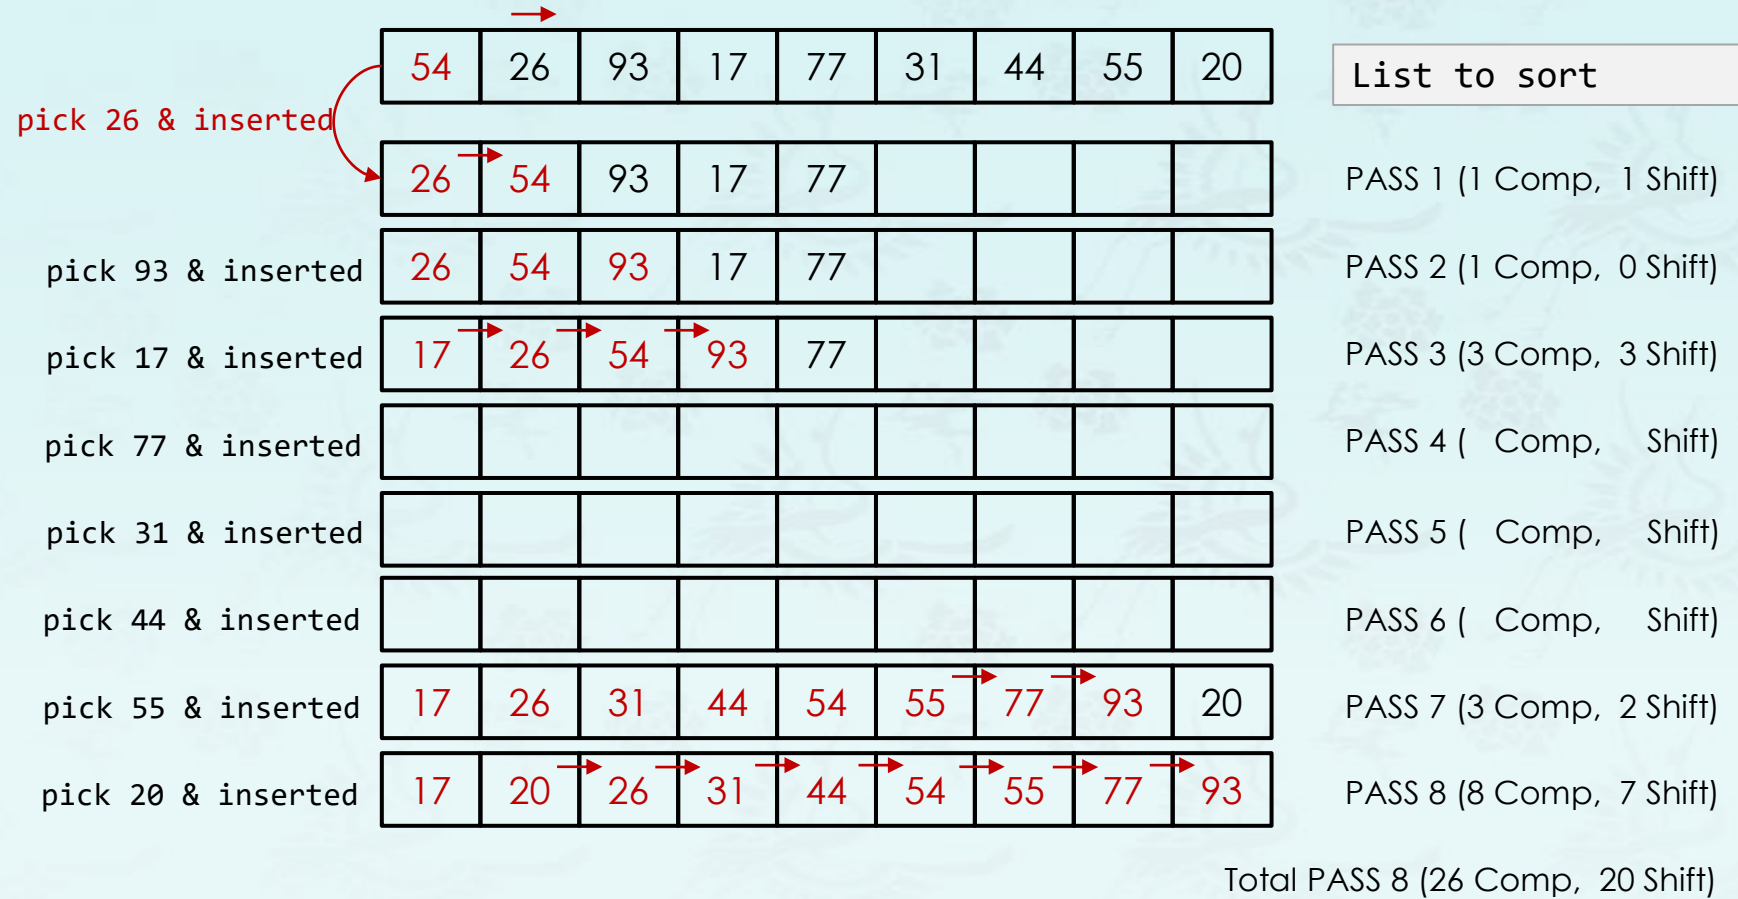 54 26 93 17 77 31 44 55 20
List to sort
pick 26 & inserted
26 54 93 17 77
PASS 1 (1 Comp, 1 Shift)
pick 93 & inserted
26 54 93 17 77
PASS 2 (1 Comp, 0 Shift)
pick 17 & inserted
17 26 54 93 77
PASS 3 (3 Comp, 3 Shift)
pick 77 & inserted
PASS 4 ( Comp, Shift)
pick 31 & inserted
PASS 5 ( Comp, Shift)
pick 44 & inserted
PASS 6 ( Comp, Shift)
pick 55 & inserted
17 26 31 44 54 55 77 93 20
PASS 7 (3 Comp, 2 Shift)
pick 20 & inserted
17 20 26 31 44 54 55 77 93
PASS 8 (8 Comp, 7 Shift)
Total PASS 8 (26 Comp, 20 Shift)